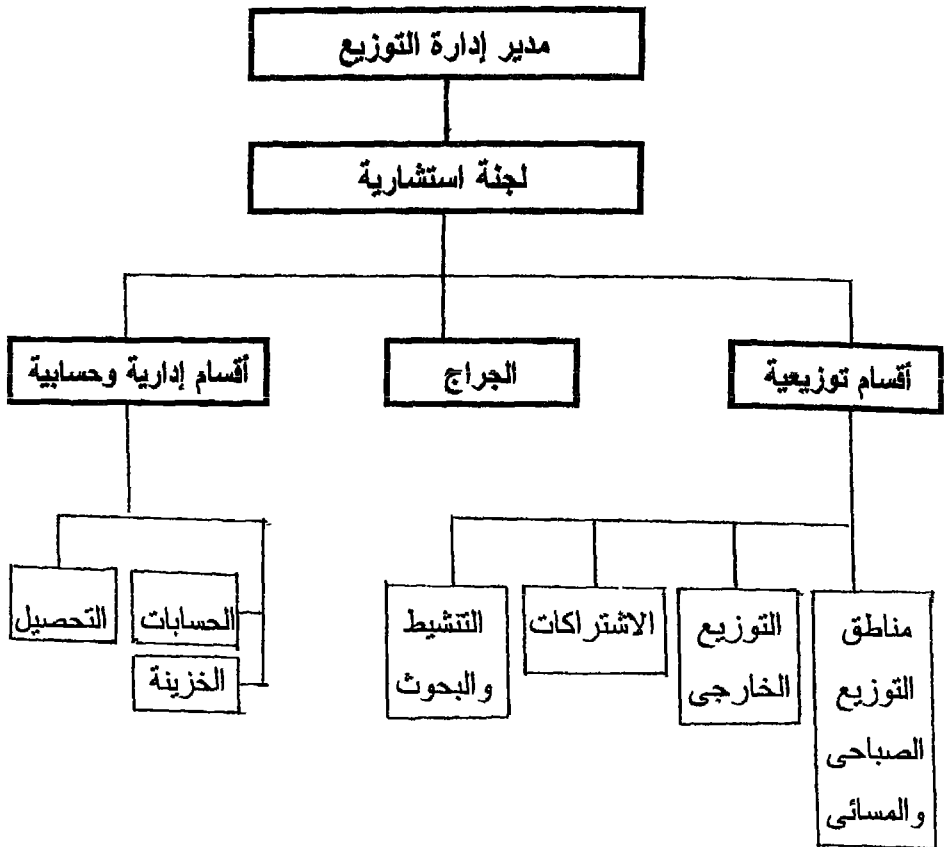 مدير إدارة التوزيع
لجنة استشارية
أقسام توزيعية
الجراج
أقسام إدارية وحسابية
مناطق
التوزيع
الصباحى
والمسائى
التوزيع
الخارجى
الاشتراكات
التنشيط
والبحوث
الحسابات
الخزينة
التحصيل